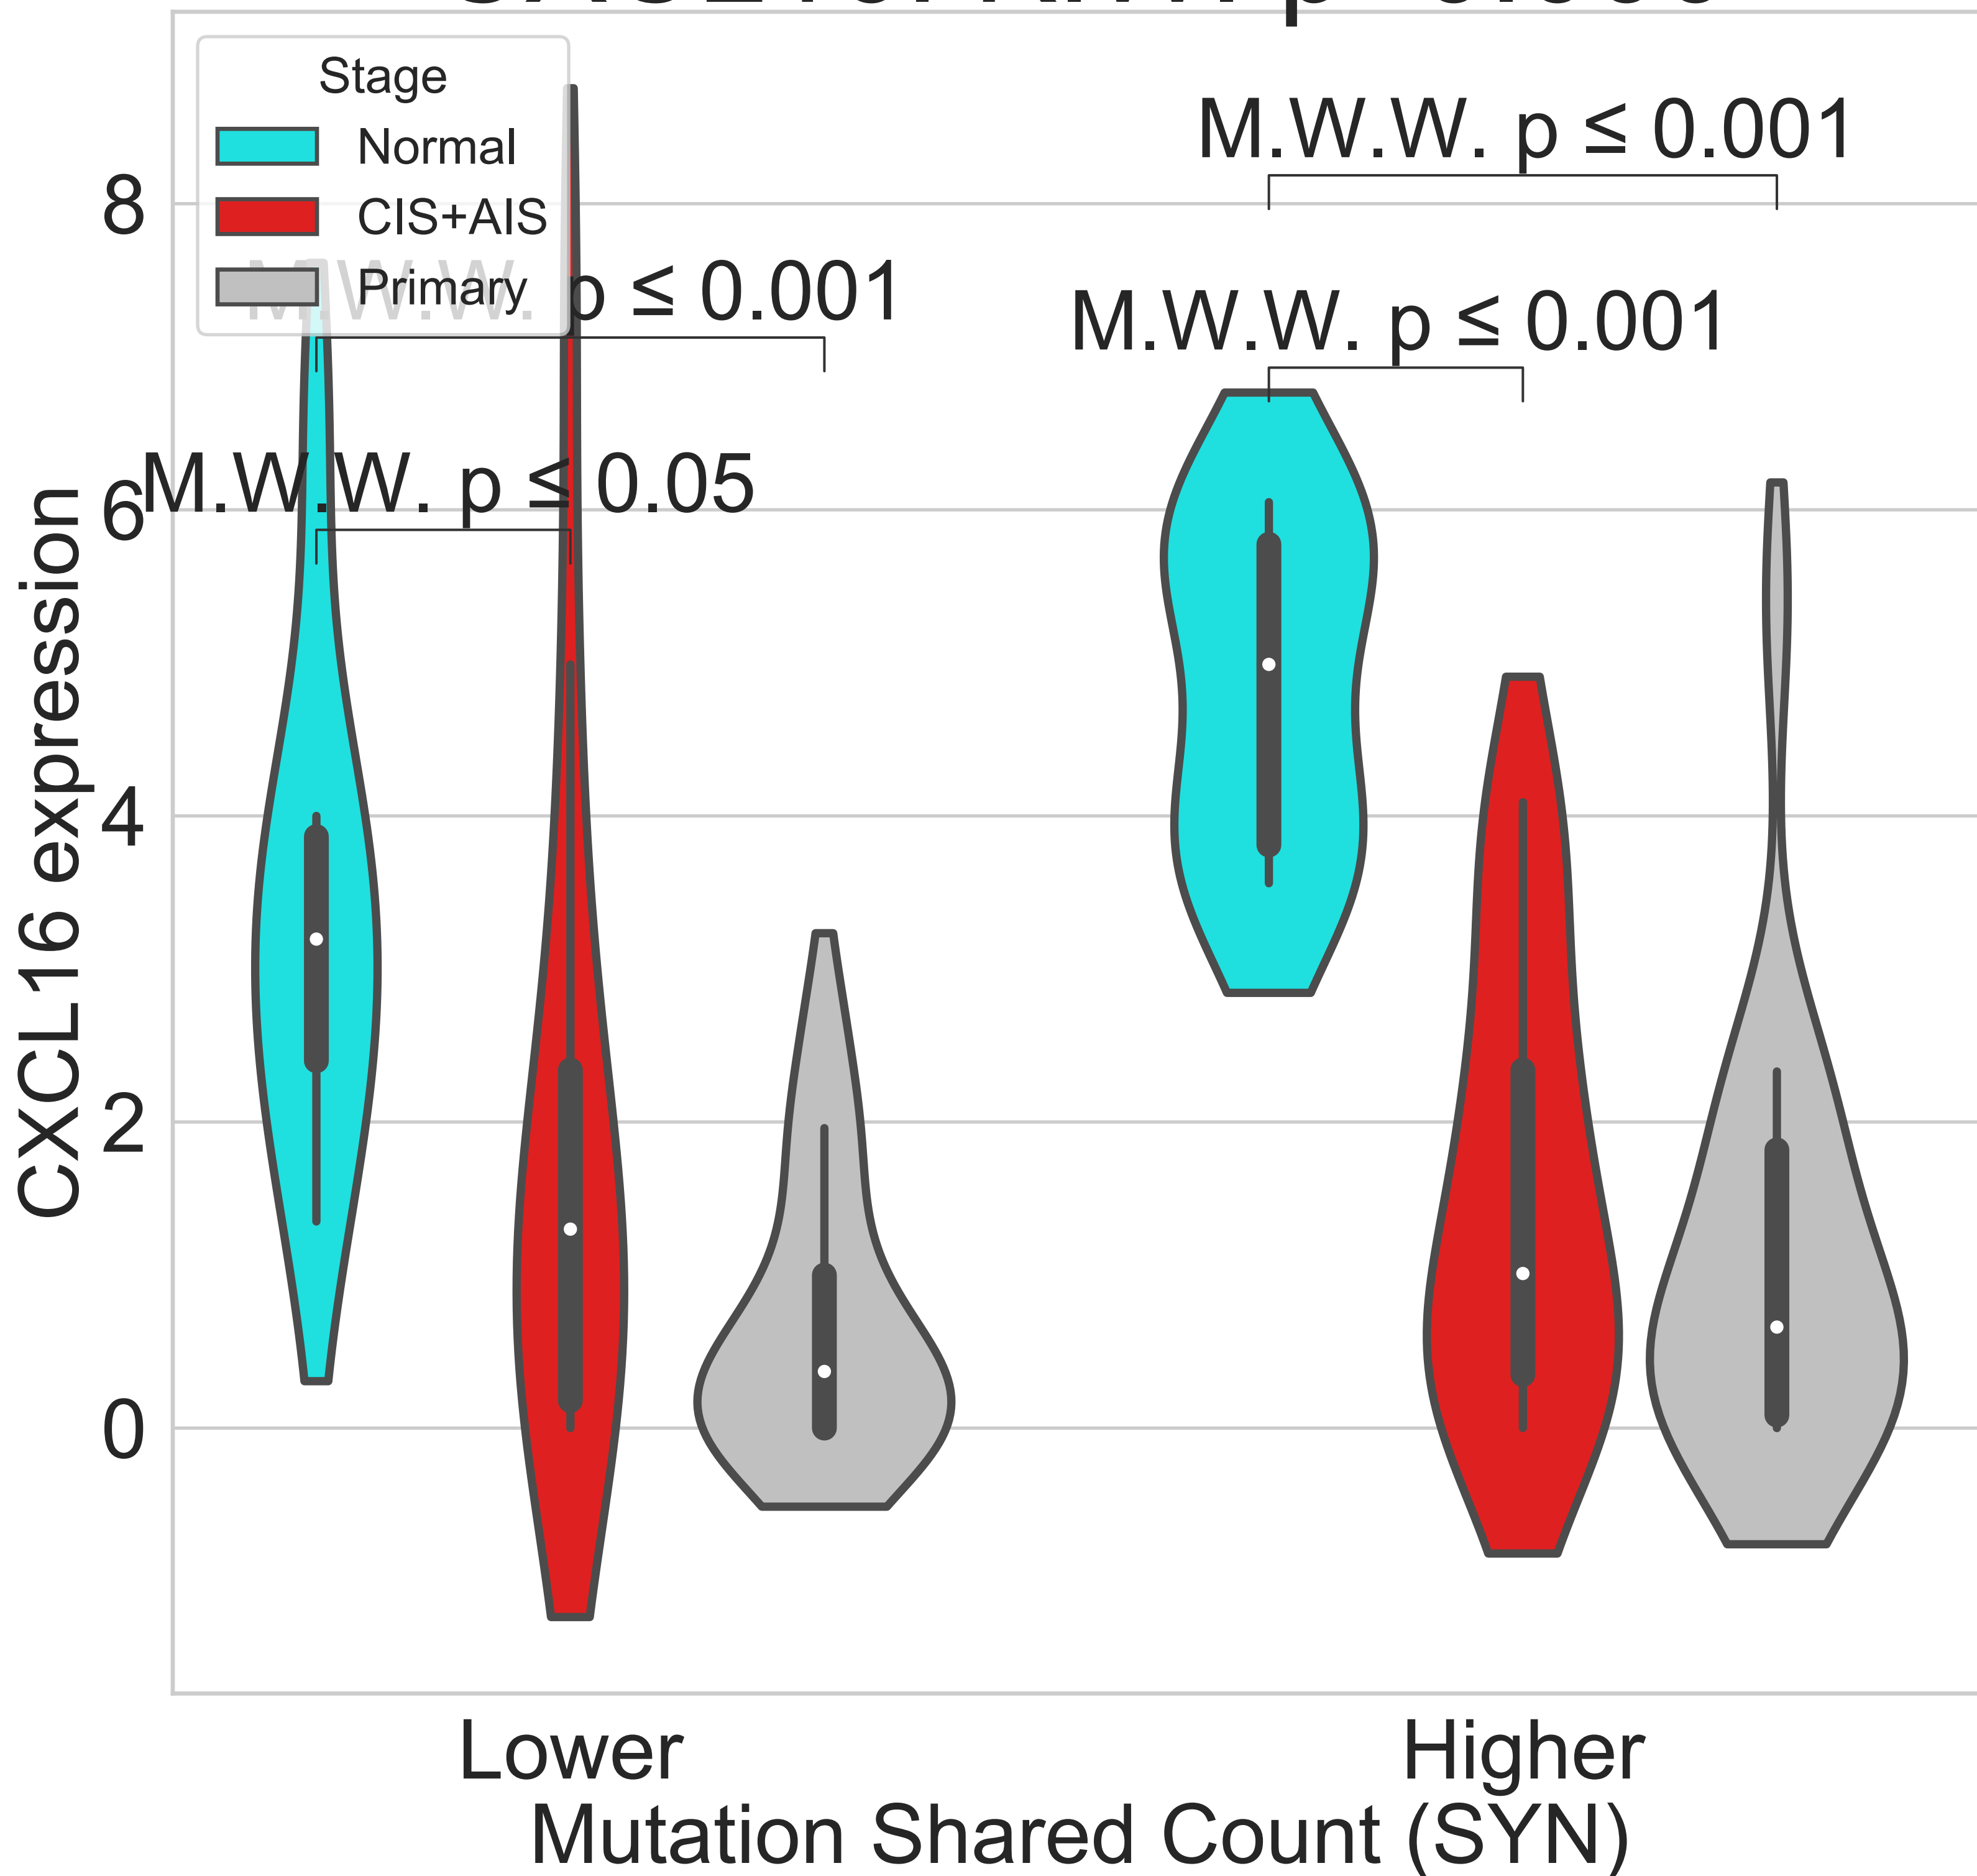 Stage
Normal
CIS+AIS
Primary
M.W.W. p ≤ 0.001
M.W.W. p ≤ 0.001
M.W.W. p ≤ 0.001
M.W.W. p ≤ 0.05
CXCL16 expression
8
6
4
2
0
Lower
Higher
Mutation Shared Count (SYN)